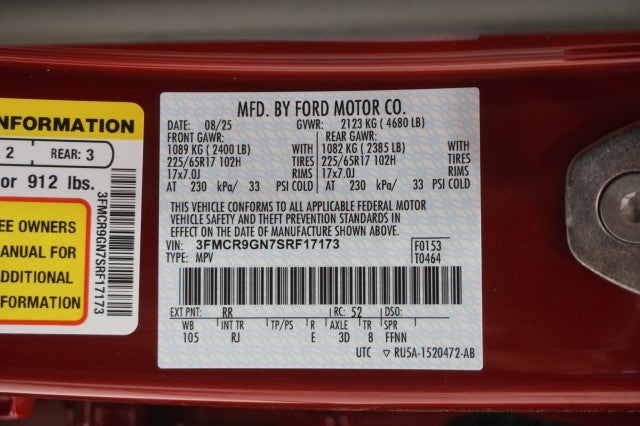 NFORMATION
2 REAR: 3
or 912 lbs.
EE OWNERS
ANUAL FOR
DDITIONAL
NFORMATION
3FMCR9GN7SRF17173
MFD. BY FORD MOTOR CO.
DATE: 08/25 GVWR: 2123 KG ( 4680 LB)
FRONT GAWR: REAR GAWR:
1089 KG ( 2400 LB) WITH 1082 KG ( 2385 LB) WITH
225/65R17 102H TIRES 225/65R17 102H TIRES
17x7.0J RIMS 17x7.0J RIMS
AT 230 kPa/ 33 PSI COLD AT 230 kPa/ 33 PSI COLD
THIS VEHICLE CONFORMS TO ALL APPLICABLE FEDERAL MOTOR
VEHICLE SAFETY AND THEFT PREVENTION STANDARDS IN
EFFECT ON THE DATE OF MANUFACTURE SHOWN ABOVE.
VIN: 3FMCR9GN7SRF17173 F0153
TYPE: MPV T0464
EXT PNT: RR RC: 52 DSO:
WB INT TR TP/PS R AXLE TR SPR
105 RJ E 3D 8 FFNN
UTC ▽ RU5A-1520472-AB